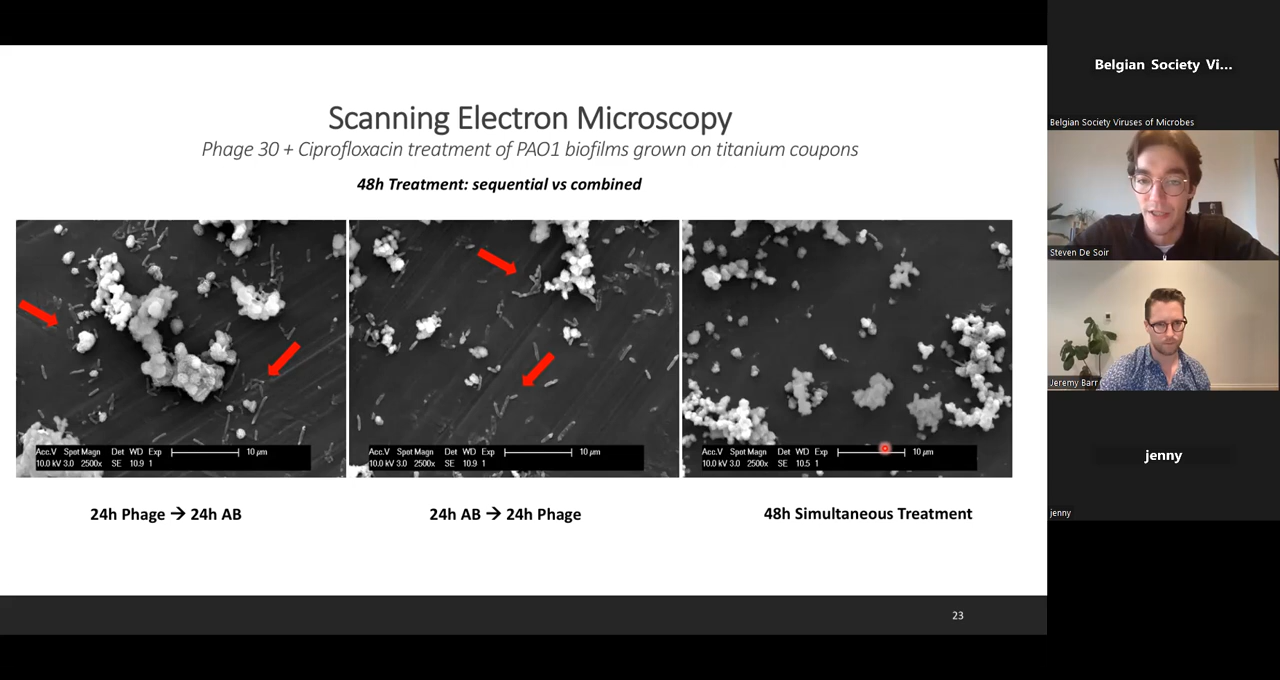 Scanning Electron Microscopy
Phage 30 + Ciprofloxacin treatment of PAO1 biofilms grown on titanium coupons
48h Treatment: sequential vs combined
Acc.V Spot Magn Det WD Exp 10 µm
10.0 kV 3.0 2500x SE 10.9 1
Acc.V Spot Magn Det WD Exp 10 µm
10.0 kV 3.0 2500x SE 10.9 1
Acc.V Spot Magn Det WD Exp 10 µm
10.0 kV 3.0 2500x SE 10.5 1
24h Phage → 24h AB
24h AB → 24h Phage
48h Simultaneous Treatment
23
Belgian Society Vi...
Belgian Society Viruses of Microbes
Steven De Soir
Jeremy Barr
jenny
jenny